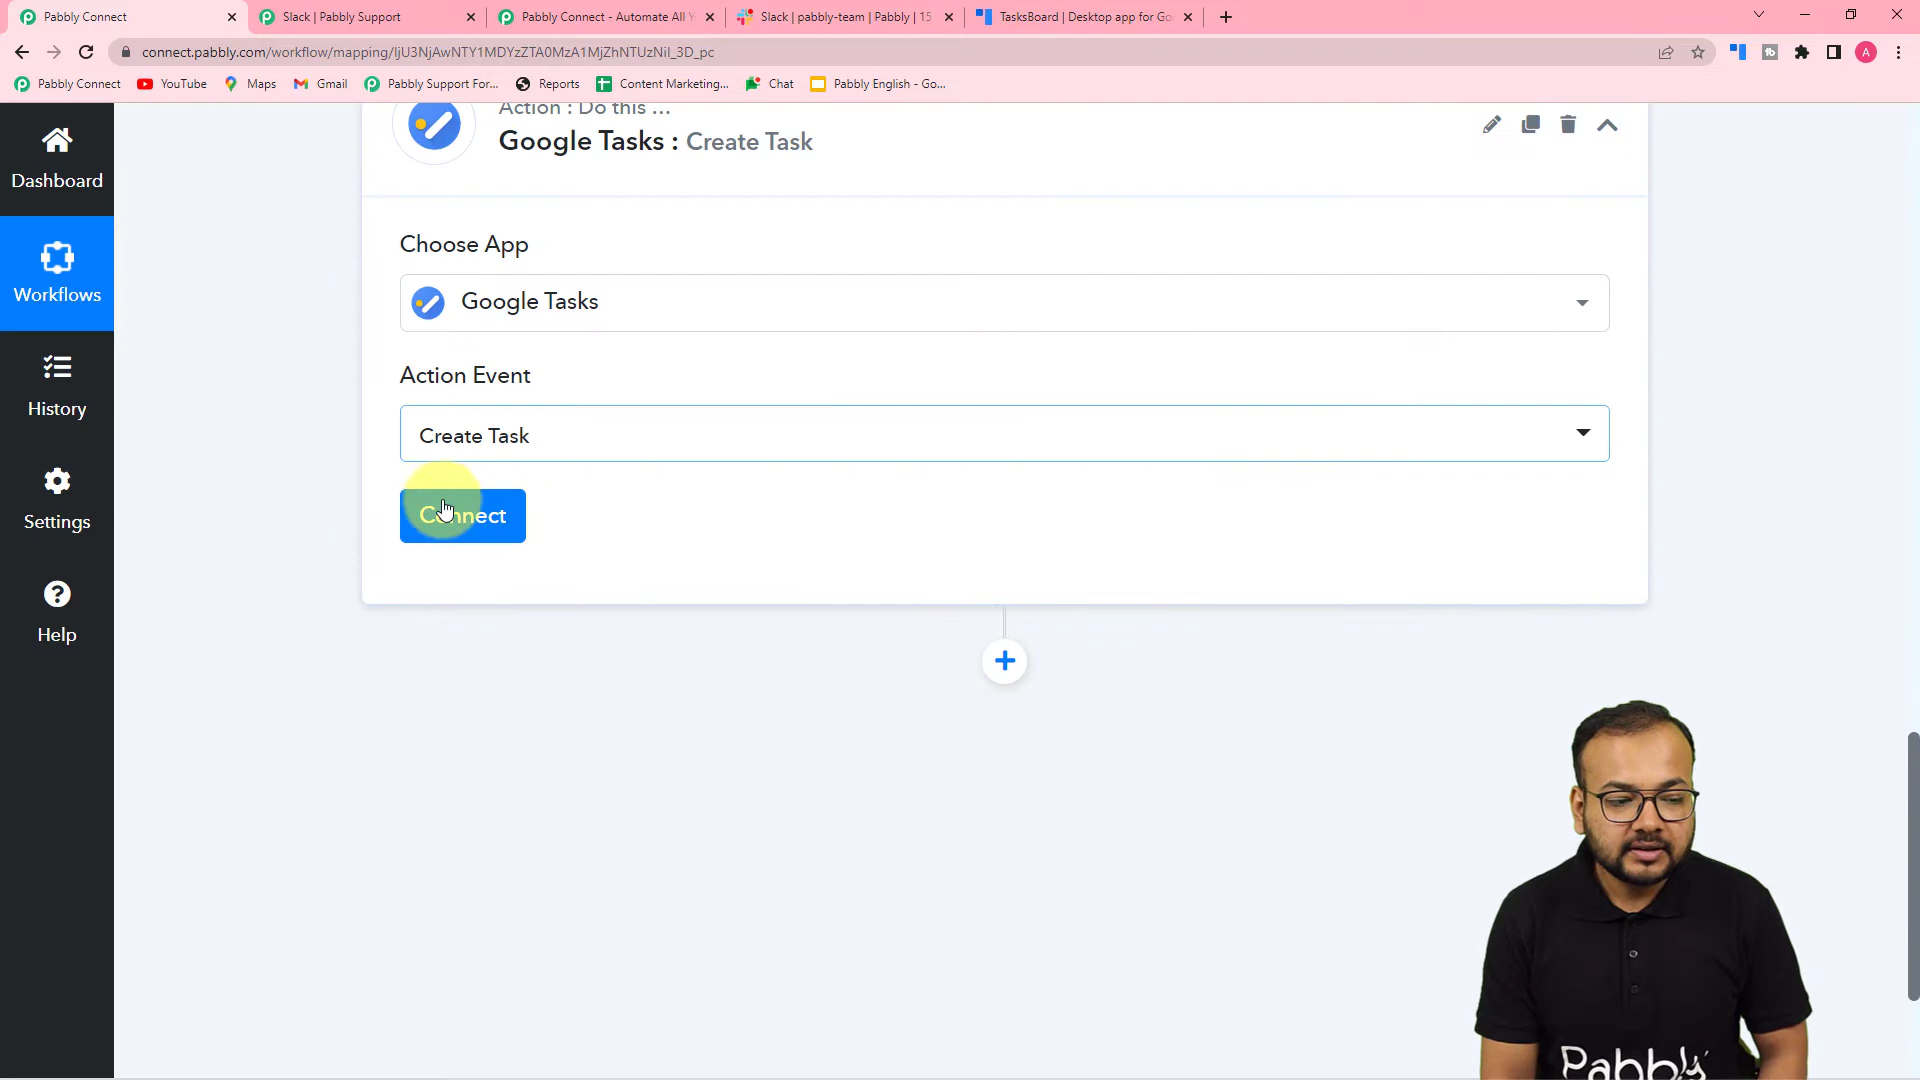 Pabbly Connect
Slack | Pabbly Support
Pabbly Connect - Automate All Y
Slack | pabbly-team | Pabbly | 15
TasksBoard | Desktop app for Go
connect.pabbly.com/workflow/mapping/IjU3NjAwNTY1MDYzZTA0MzA1MjZhNTUzNiI_3D_pc
A
Pabbly Connect
YouTube
Maps
Gmail
Pabbly Support For...
Reports
Content Marketing...
Chat
Pabbly English - Go...
Dashboard
Workflows
History
Settings
Help
Action : Do this ...
Google Tasks : Create Task
Choose App
Google Tasks
Action Event
Create Task
Connect
Pabbly